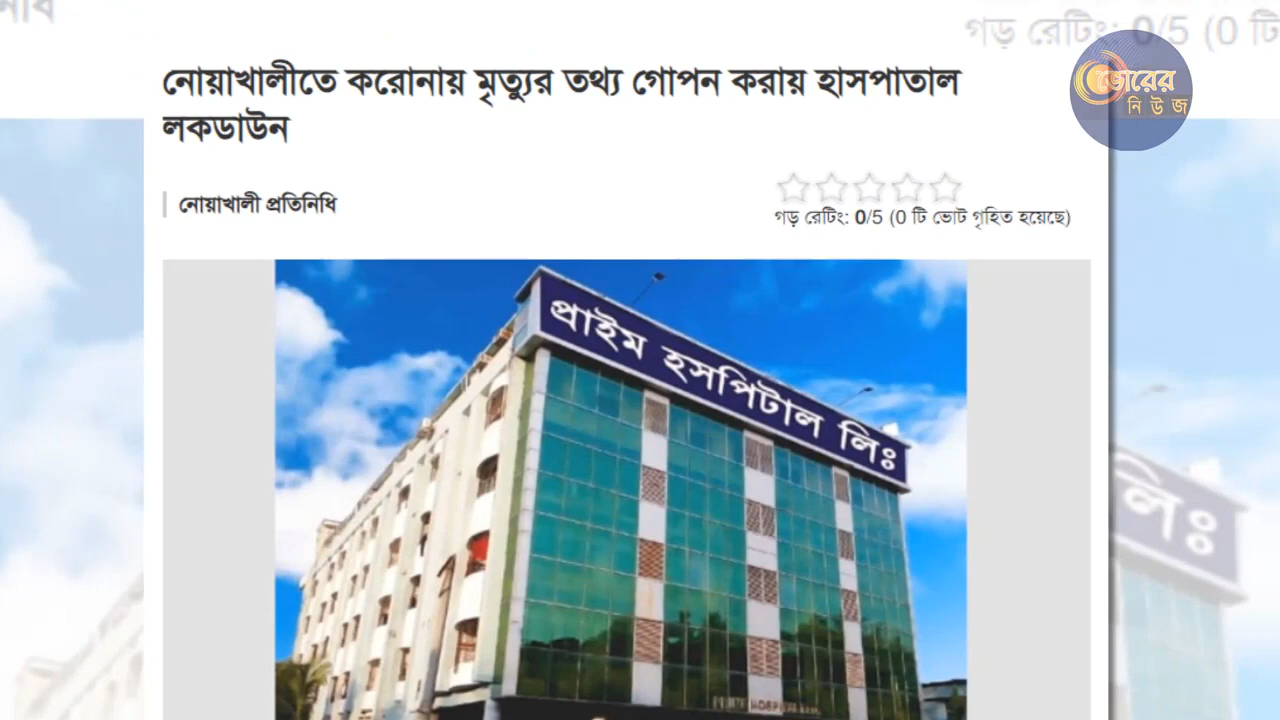 গড় রেটিং: 0/5 (0 টি
নোয়াখালীতে করোনায় মৃত্যুর তথ্য গোপন করায় হাসপাতাল
লকডাউন
ভোরের
নিউজ
নোয়াখালী প্রতিনিধি
গড় রেটিং: 0/5 (0 টি ভোট গৃহিত হয়েছে)
প্রাইম হসপিটাল লিঃ
লিঃ